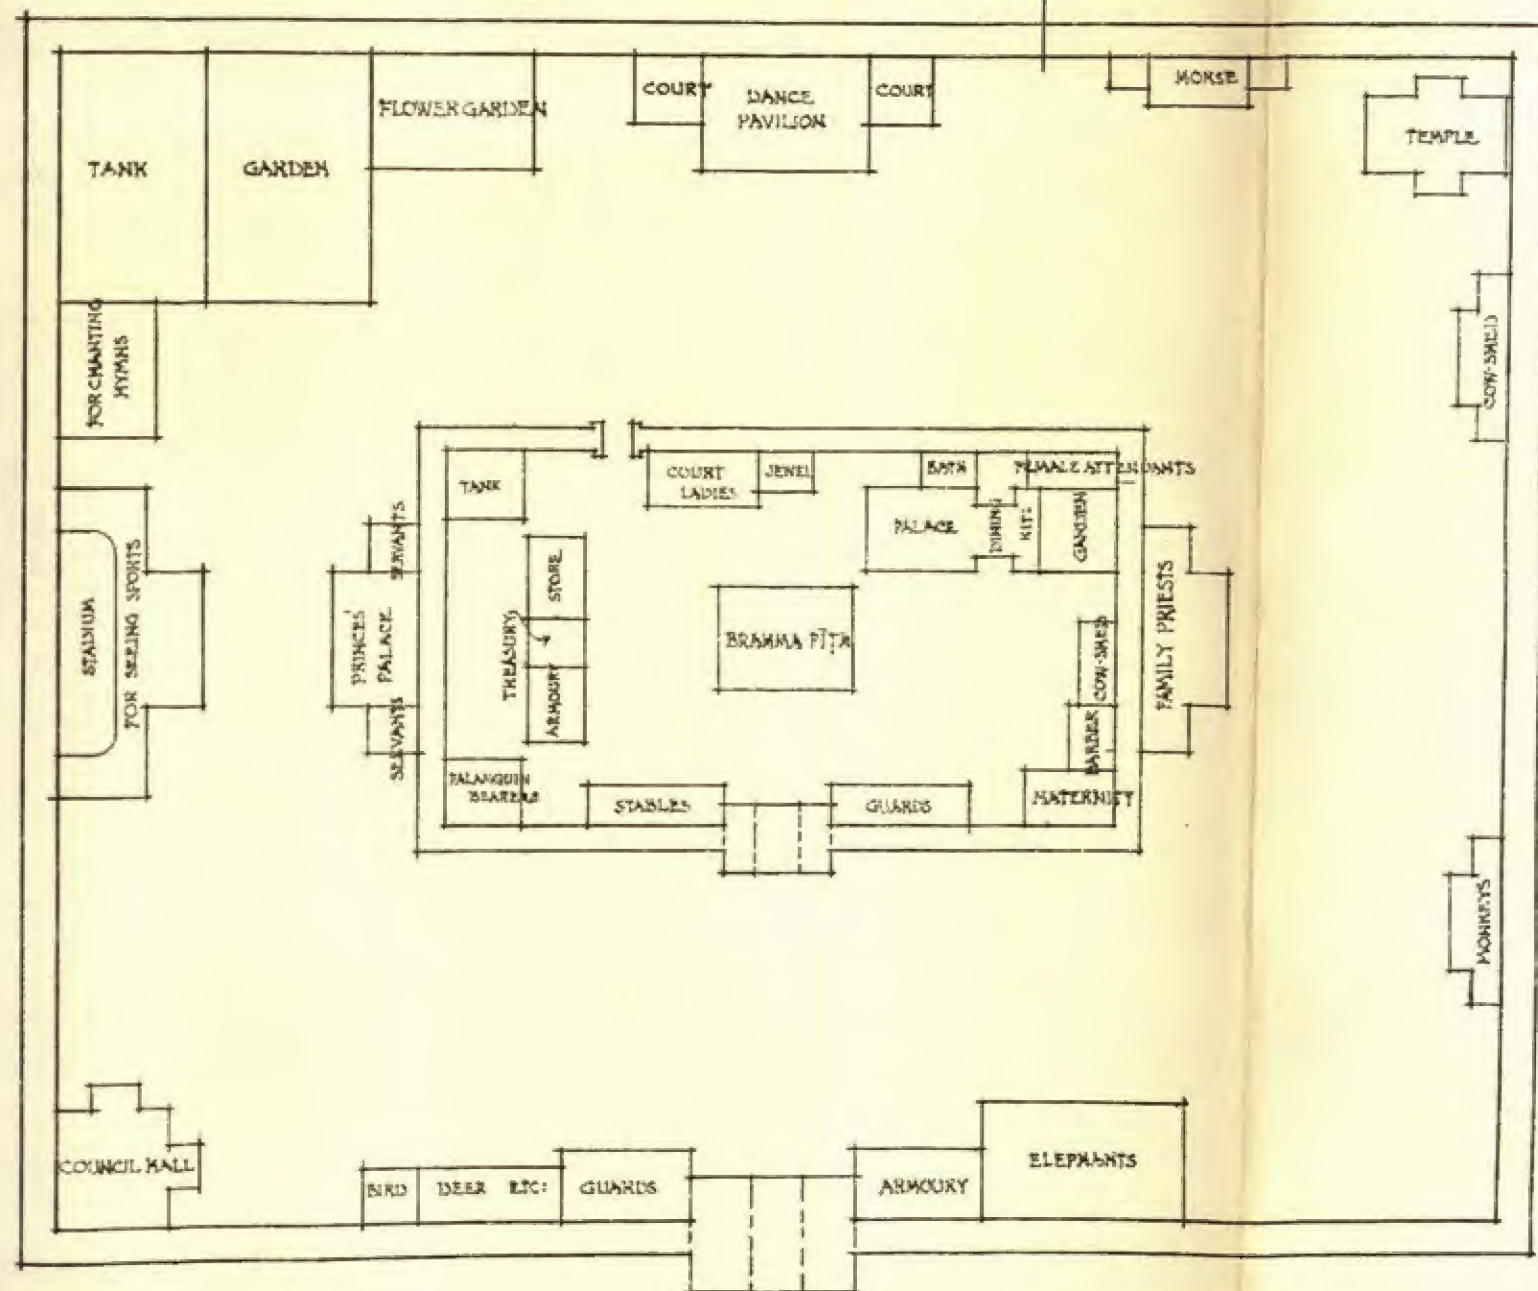 COURT
DANCE
PAVILION
COURT
HORSE
FLOWER GARDEN
TEMPLE
TANK
GARDEN
FOR CHANTING
HYMNS
COW-SHED
TANK
COURT
LADIES
JEWEL
BATH
FEMALE ATTENDANTS
PALACE
DINING
KIT:
GARDEN
SERVANTS
PRINCES'
PALACE
SERVANTS
STORE
TREASURY
ARMOURY
BRAHMA PĪṬH
COW-SHED
BARBER
FAMILY PRIESTS
STADIUM
FOR SEEING SPORTS
PALANQUIN
BEARERS
STABLES
GUARDS
MATERNITY
MONKEYS
COUNCIL HALL
BIRD
DEER ETC:
GUARDS
ARMOURY
ELEPHANTS